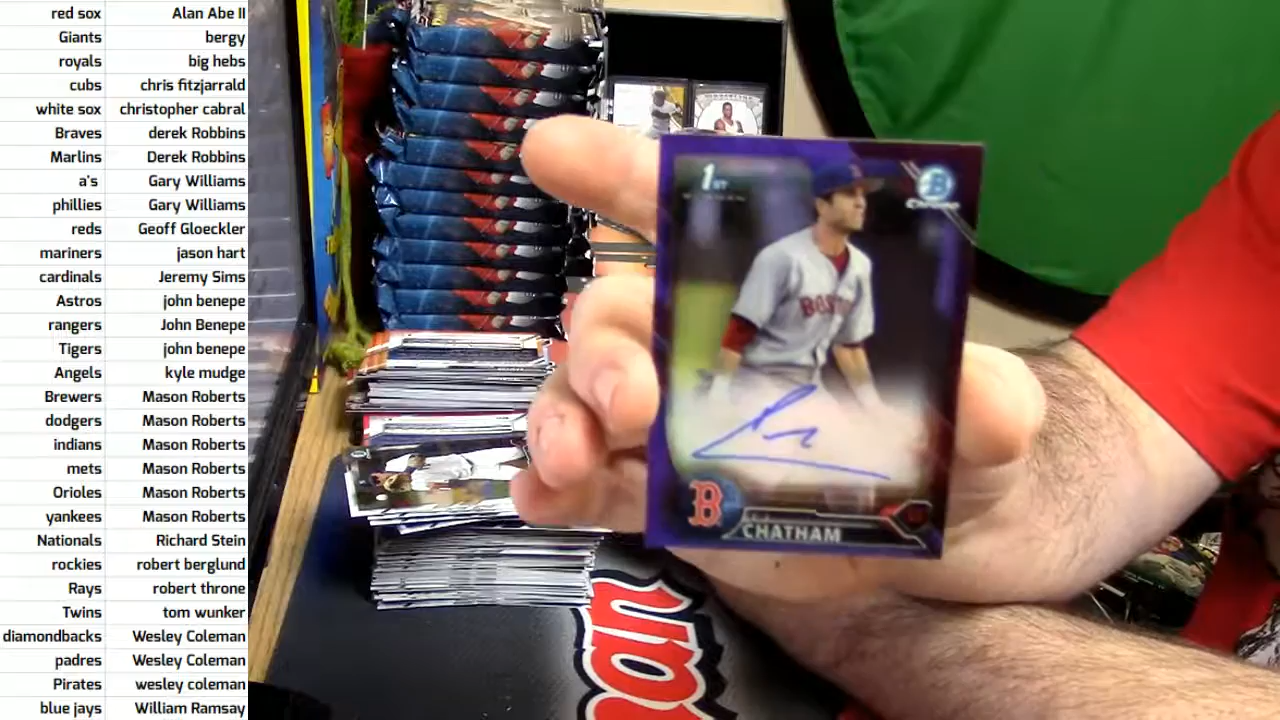 red sox Alan Abe II
Giants bergy
royals big hebs
cubs chris fitzjarrald
white sox christopher cabral
Braves derek Robbins
Marlins Derek Robbins
a's Gary Williams
phillies Gary Williams
reds Geoff Gloeckler
mariners jason hart
cardinals Jeremy Sims
Astros john benepe
rangers John Benepe
Tigers john benepe
Angels kyle mudge
Brewers Mason Roberts
dodgers Mason Roberts
indians Mason Roberts
mets Mason Roberts
Orioles Mason Roberts
yankees Mason Roberts
Nationals Richard Stein
rockies robert berglund
Rays robert throne
Twins tom wunker
diamondbacks Wesley Coleman
padres Wesley Coleman
Pirates wesley coleman
blue jays William Ramsay
1ST
B
Chrome
BOSTON
B
CHATHAM